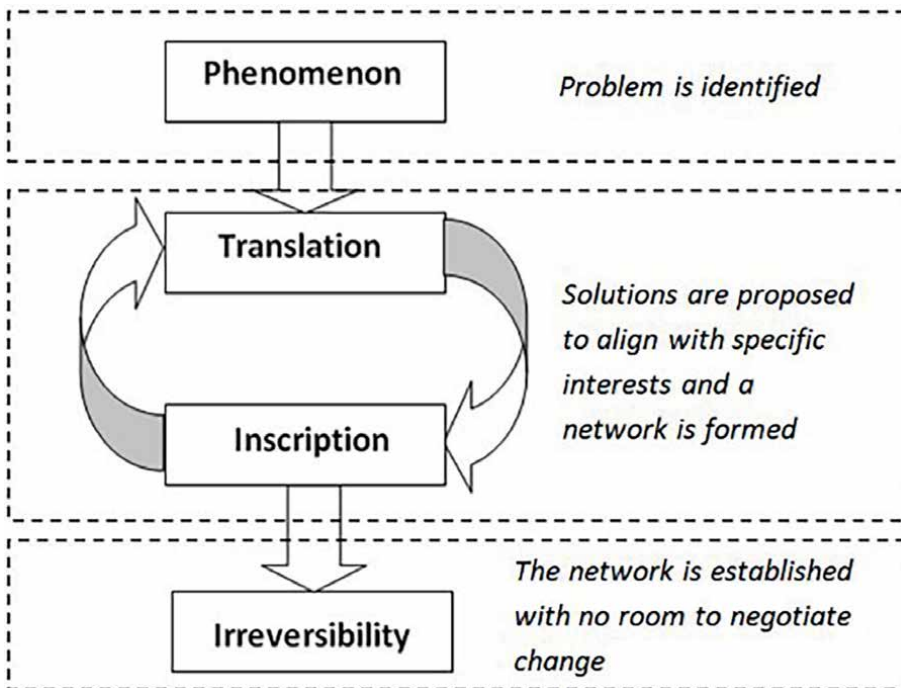 Phenomenon
Problem is identified
Translation
Solutions are proposed
to align with specific
interests and a
network is formed
Inscription
The network is established
with no room to negotiate
change
Irreversibility